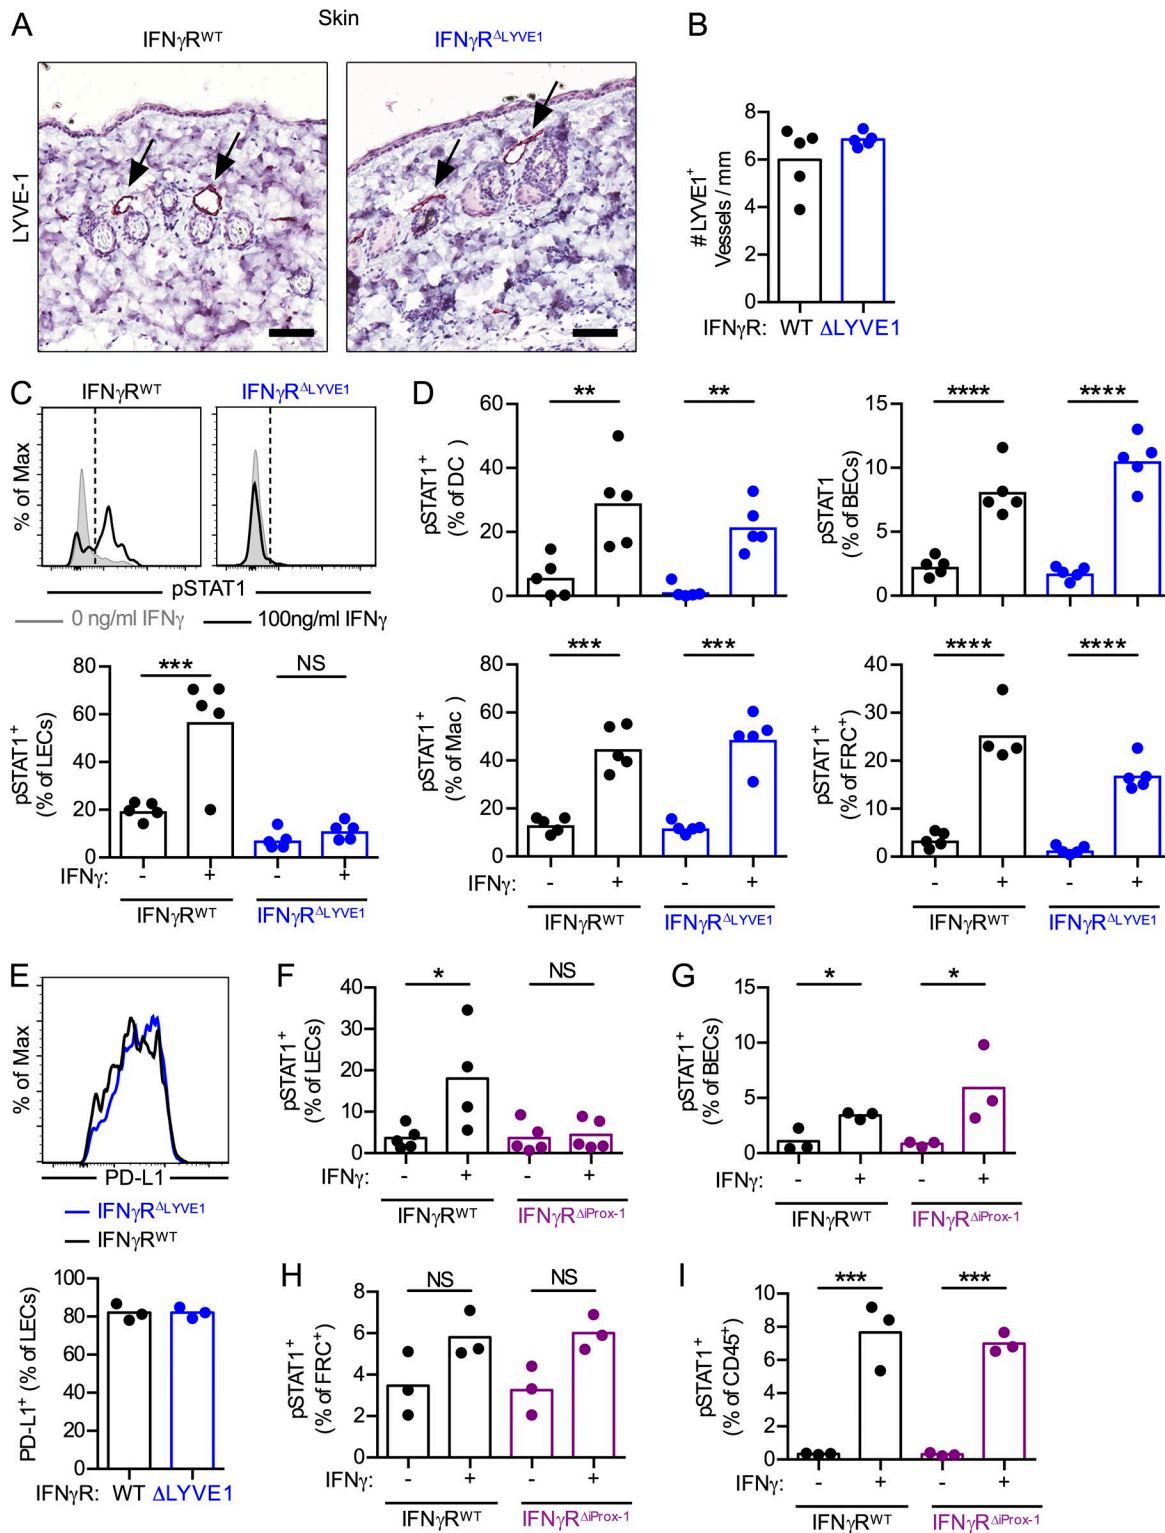 A
Skin
IFNγR^WT
IFNγR^ΔLYVE1
LYVE-1
B
# LYVE1⁺
Vessels / mm
8
6
4
2
0
IFNγR: WT ΔLYVE1
C
IFNγR^WT
IFNγR^ΔLYVE1
% of Max
pSTAT1
0 ng/ml IFNγ
100ng/ml IFNγ
pSTAT1⁺
(% of LECs)
80
60
40
20
0
***
NS
IFNγ: - + - +
IFNγR^WT
IFNγR^ΔLYVE1
D
pSTAT1⁺
(% of DC )
60
40
20
0
**
**
pSTAT1
(% of BECs)
15
10
5
0
****
****
pSTAT1⁺
(% of Mac)
80
60
40
20
0
***
***
IFNγ: - + - +
IFNγR^WT
IFNγR^ΔLYVE1
pSTAT1⁺
(% of FRC⁺)
40
30
20
10
0
****
****
- + - +
IFNγR^WT
IFNγR^ΔLYVE1
E
% of Max
PD-L1
IFNγR^ΔLYVE1
IFNγR^WT
PD-L1⁺ (% of LECs)
100
80
60
40
20
0
IFNγR: WT ΔLYVE1
F
pSTAT1⁺
(% of LECs)
40
30
20
10
0
*
NS
IFNγ: - + - +
IFNγR^WT
IFNγR^ΔiProx-1
G
pSTAT1⁺
(% of BECs)
15
10
5
0
*
*
IFNγ: - + - +
IFNγR^WT
IFNγR^ΔiProx-1
H
pSTAT1⁺
(% of FRC⁺)
8
6
4
2
0
NS
NS
IFNγ: - + - +
IFNγR^WT
IFNγR^ΔiProx-1
I
pSTAT1⁺
(% of CD45⁺)
10
8
6
4
2
0
***
***
IFNγ: - + - +
IFNγR^WT
IFNγR^ΔiProx-1